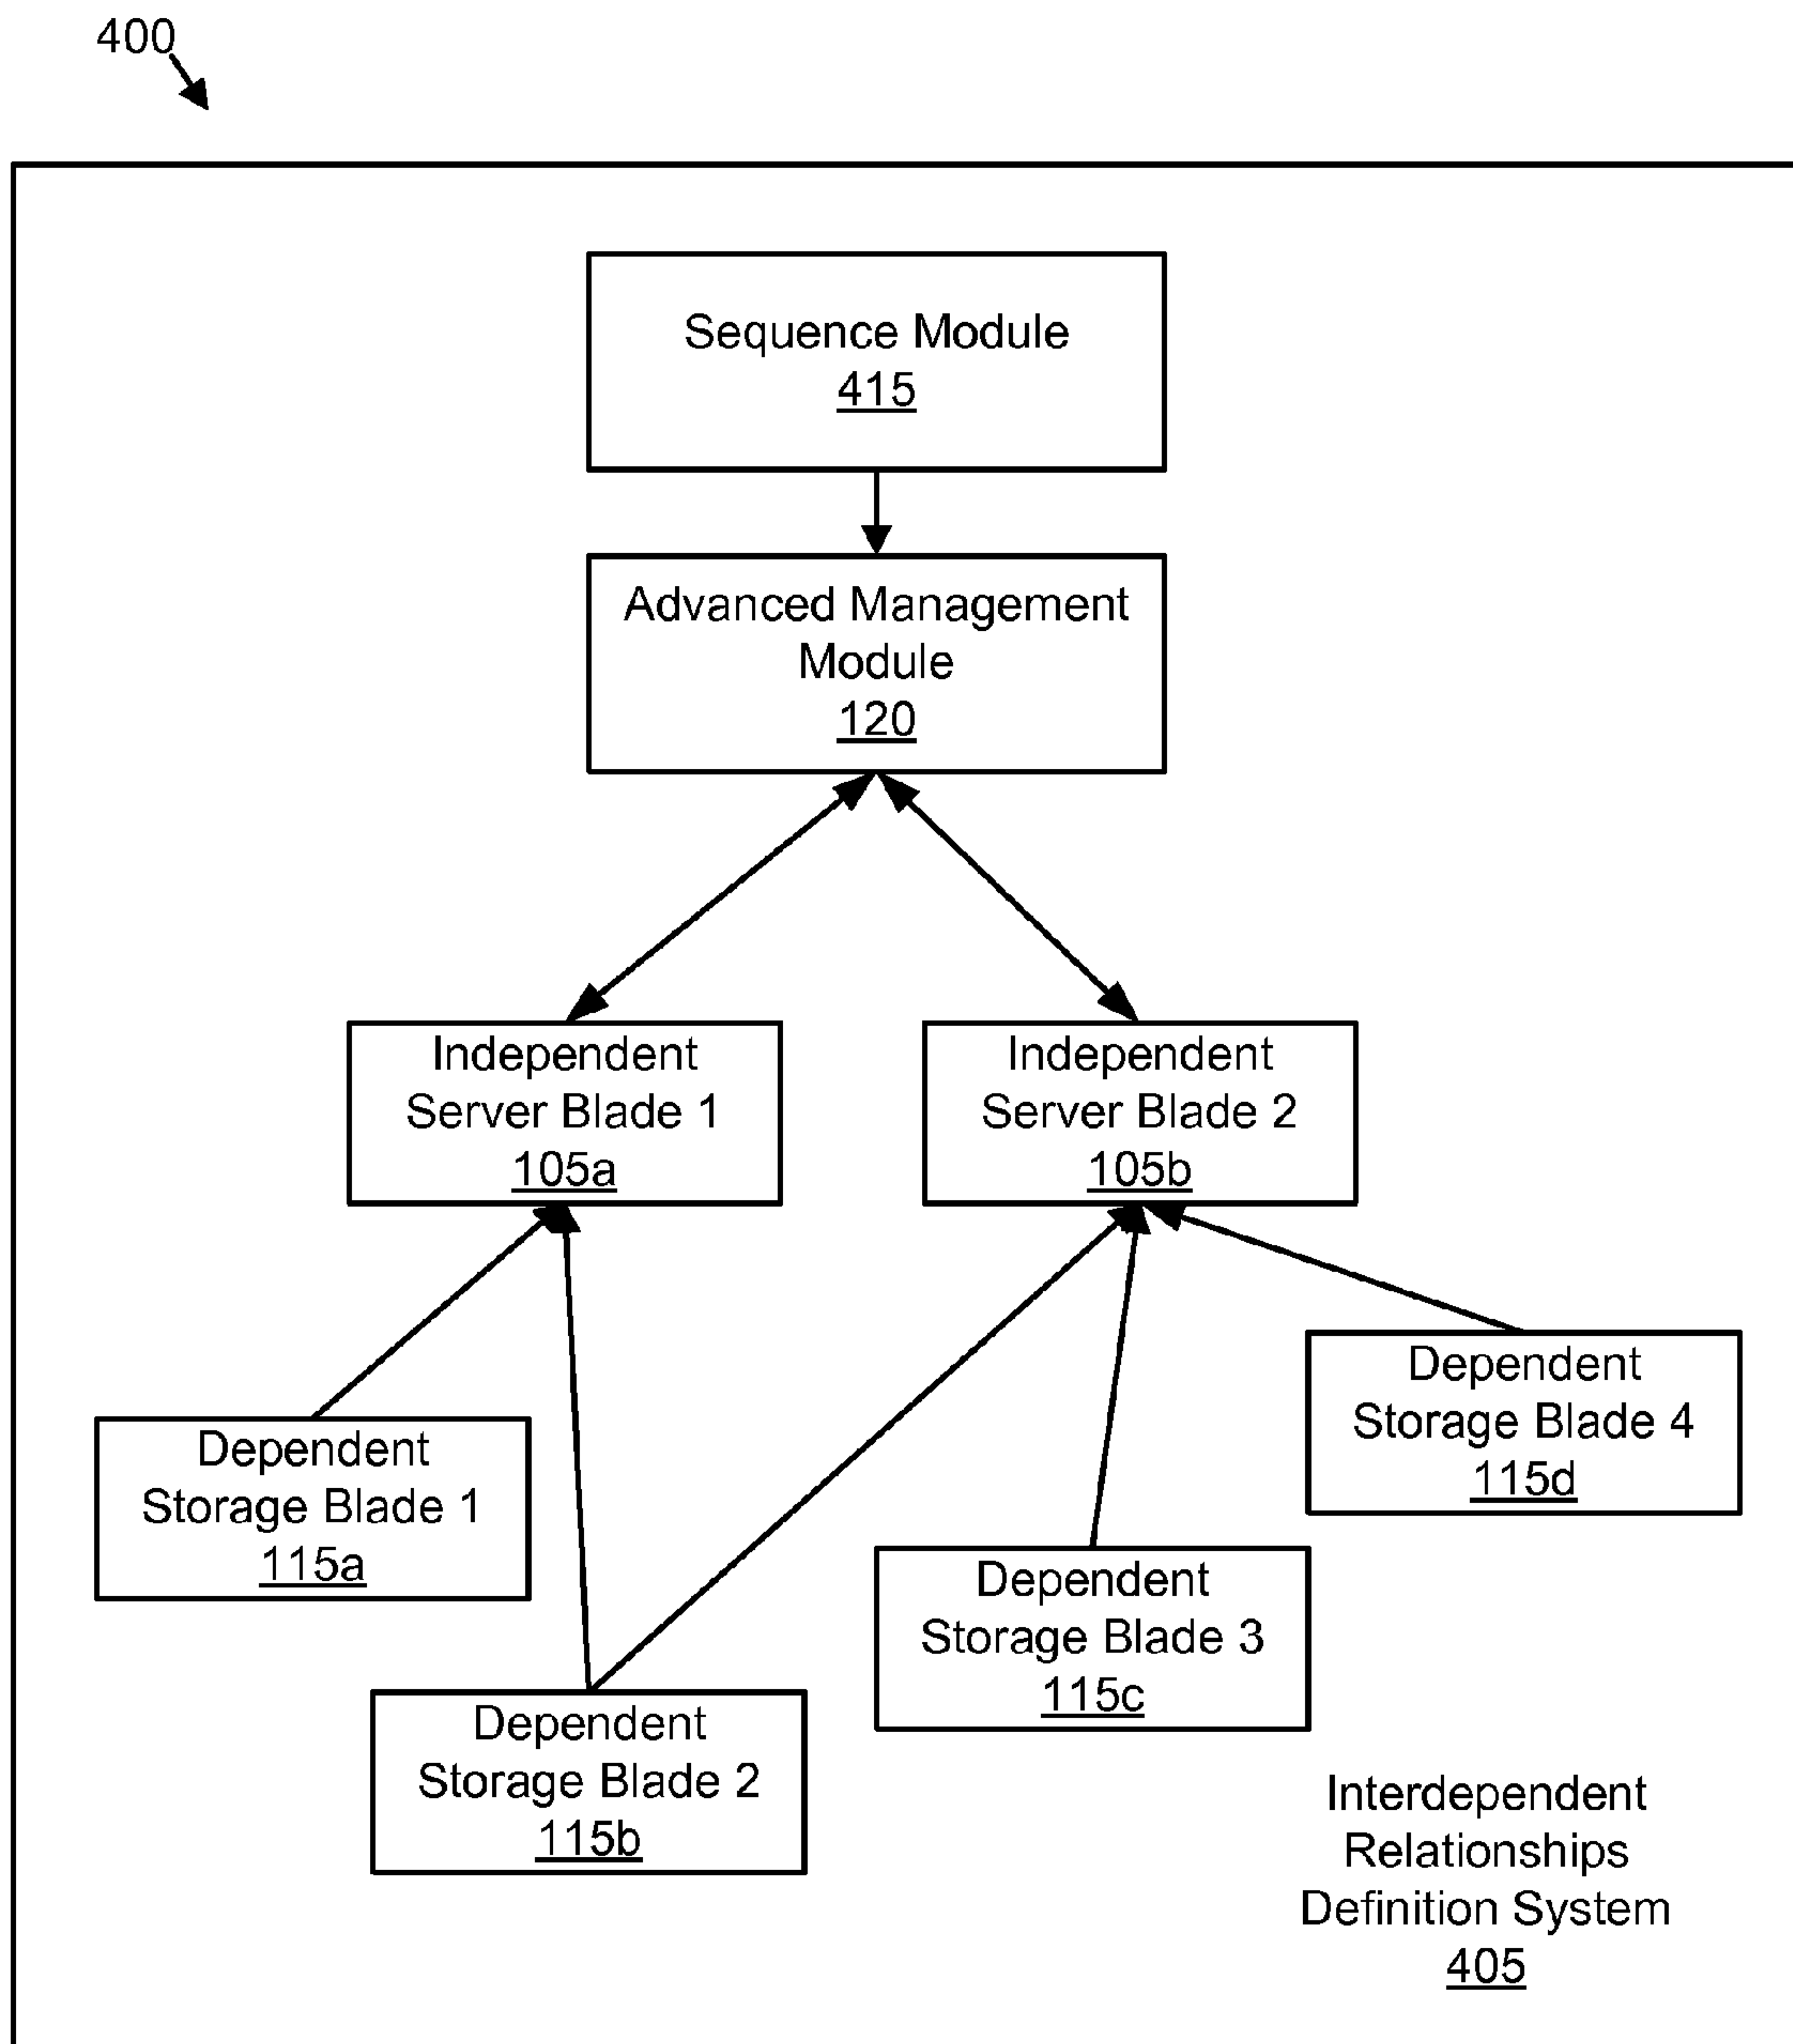 400
Sequence Module
415
Advanced Management
Module
120
Independent
Server Blade 1
105a
Independent
Server Blade 2
105b
Dependent
Storage Blade 4
115d
Dependent
Storage Blade 1
115a
Dependent
Storage Blade 3
115c
Dependent
Storage Blade 2
115b
Interdependent
Relationships
Definition System
405